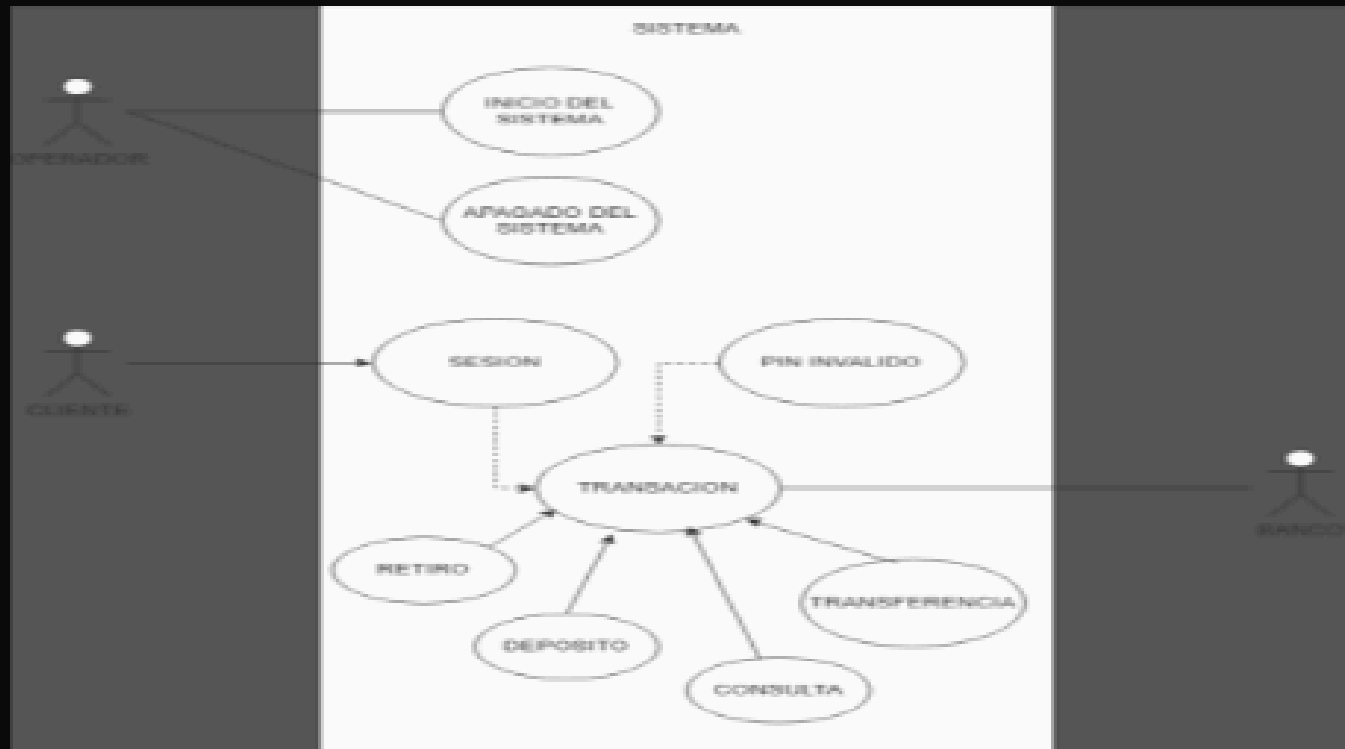 SISTEMA
INICIO DEL
SISTEMA
OPERADOR
APAGADO DEL
SISTEMA
SESION
PIN INVALIDO
CLIENTE
TRANSACION
BANCO
RETIRO
TRANSFERENCIA
DEPOSITO
CONSULTA